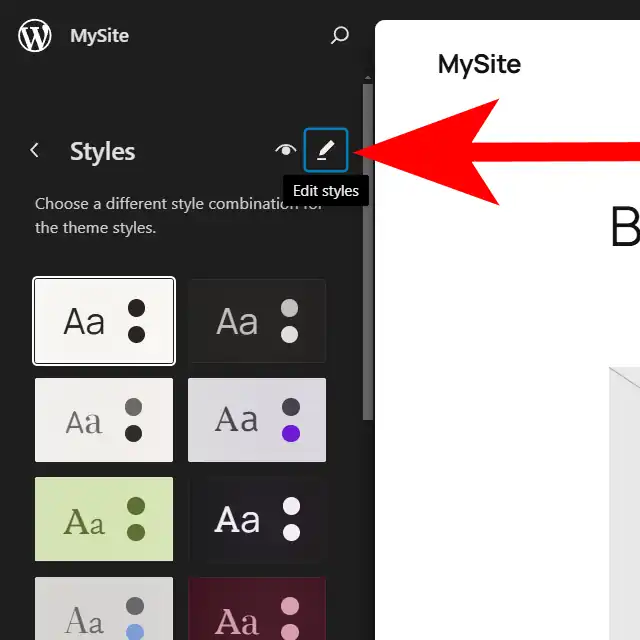 MySite
MySite
Styles
Edit styles
Choose a different style combination for
the theme styles.
B
Aa
Aa
Aa
Aa
Aa
Aa
Aa
Aa